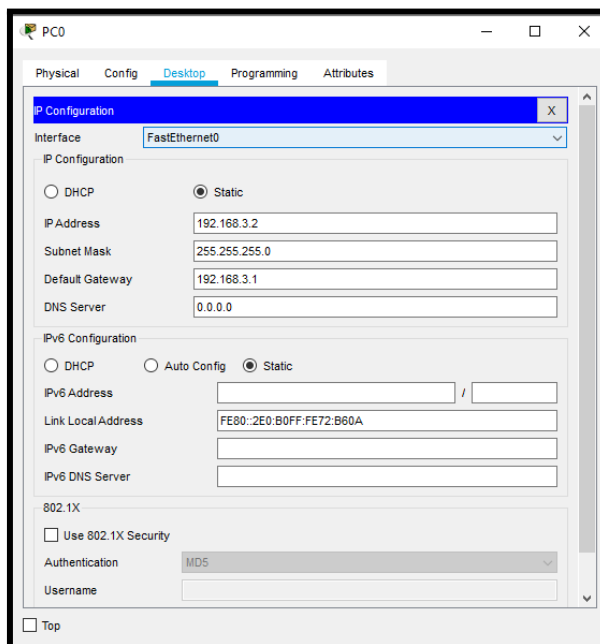 PC0
Physical Config Desktop Programming Attributes
IP Configuration X
Interface FastEthernet0
IP Configuration
DHCP Static
IP Address 192.168.3.2
Subnet Mask 255.255.255.0
Default Gateway 192.168.3.1
DNS Server 0.0.0.0
IPv6 Configuration
DHCP Auto Config Static
IPv6 Address /
Link Local Address FE80::2E0:B0FF:FE72:B60A
IPv6 Gateway
IPv6 DNS Server
802.1X
Use 802.1X Security
Authentication MD5
Username
Top